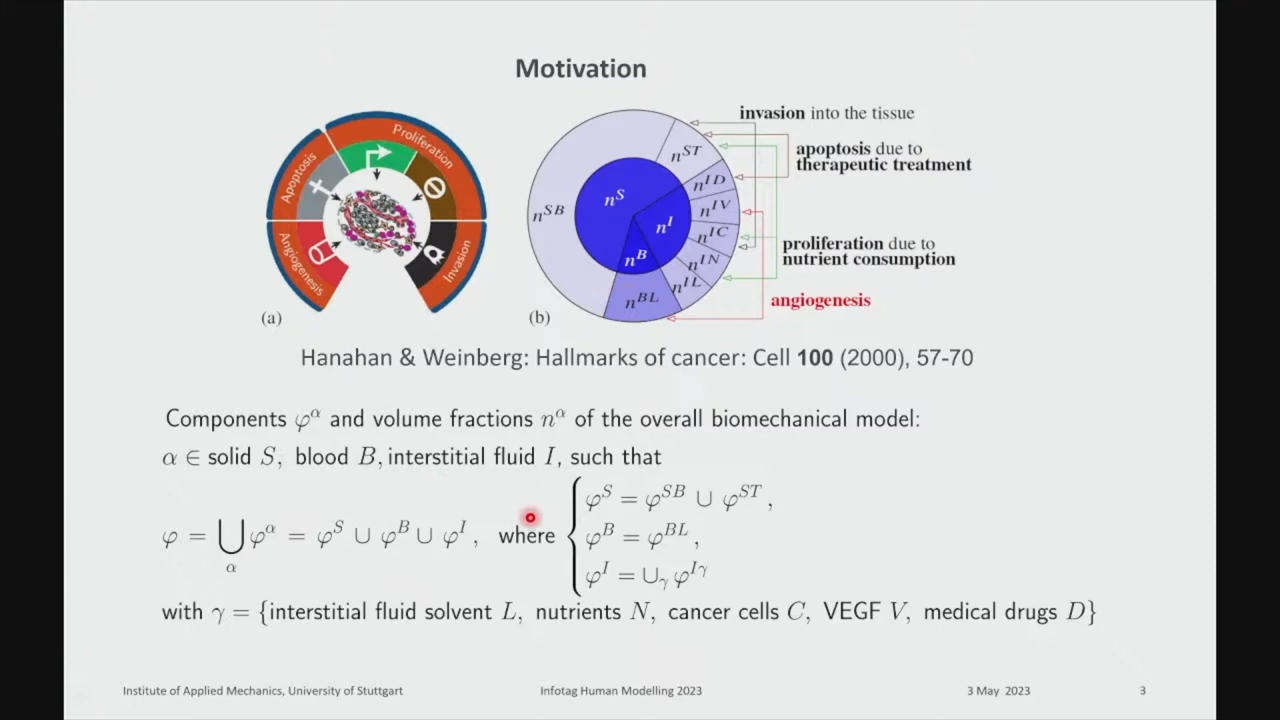 Motivation
Apoptosis
Proliferation
Angiogenesis
Invasion
(a)
n^{SB}
n^{S}
n^{ST}
n^{ID}
n^{IV}
n^{I}
n^{IC}
n^{IN}
n^{B}
n^{IL}
n^{BL}
(b)
invasion into the tissue
apoptosis due to
therapeutic treatment
proliferation due to
nutrient consumption
angiogenesis
Hanahan & Weinberg: Hallmarks of cancer: Cell 100 (2000), 57-70
Components φ^α and volume fractions n^α of the overall biomechanical model:
α ∈ solid S, blood B, interstitial fluid I, such that
φ = ⋃_α φ^α = φ^S ∪ φ^B ∪ φ^I , where
φ^S = φ^{SB} ∪ φ^{ST} ,
φ^B = φ^{BL} ,
φ^I = ∪_γ φ^{Iγ}
with γ = {interstitial fluid solvent L, nutrients N, cancer cells C, VEGF V, medical drugs D}
Institute of Applied Mechanics, University of Stuttgart
Infotag Human Modelling 2023
3 May 2023
3